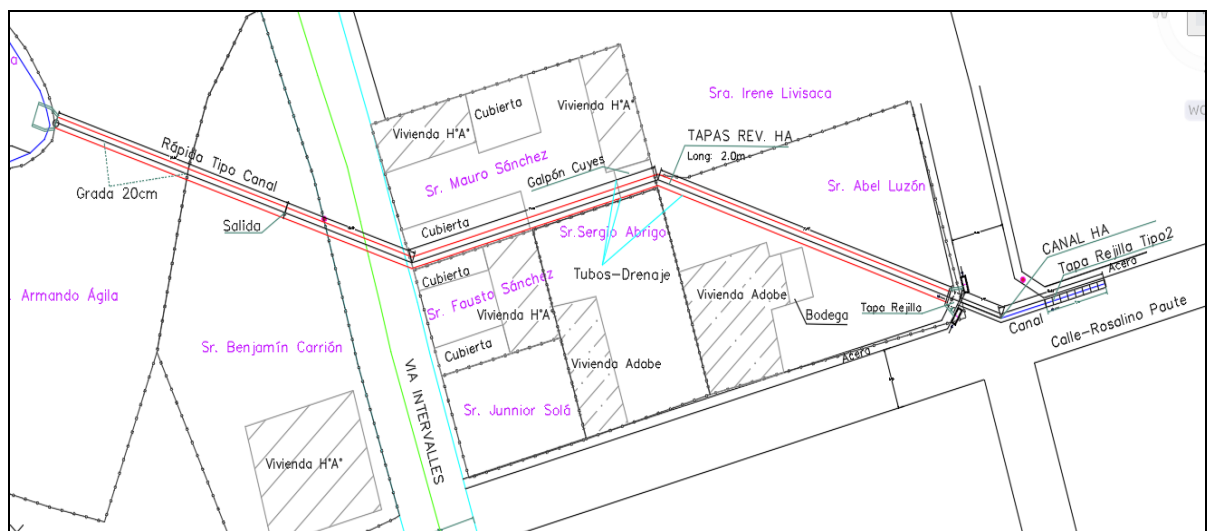 Sra. Irene Livisaca
Cubierta
Vivienda H°A°
Vivienda H°A°
TAPAS REV. HA
Long: 2.0m
Rápida Tipo Canal
Sr. Mauro Sánchez
Galpón Cuyes
Grada 20cm
Sr. Abel Luzón
Salida
Cubierta
Sr.Sergio Abrigo
CANAL HA
Tapa Rejilla Tipo2
Acera
Cubierta
Tubos-Drenaje
Armando Ágila
Sr. Fausto Sánchez
Vivienda H°A°
Vivienda Adobe
Bodega
Tapa Rejilla
Canal
Calle-Rosalino Paute
Sr. Benjamín Carrión
Cubierta
Vivienda Adobe
Acera
VIA INTERVALLES
Sr. Junnior Solá
Vivienda H°A°